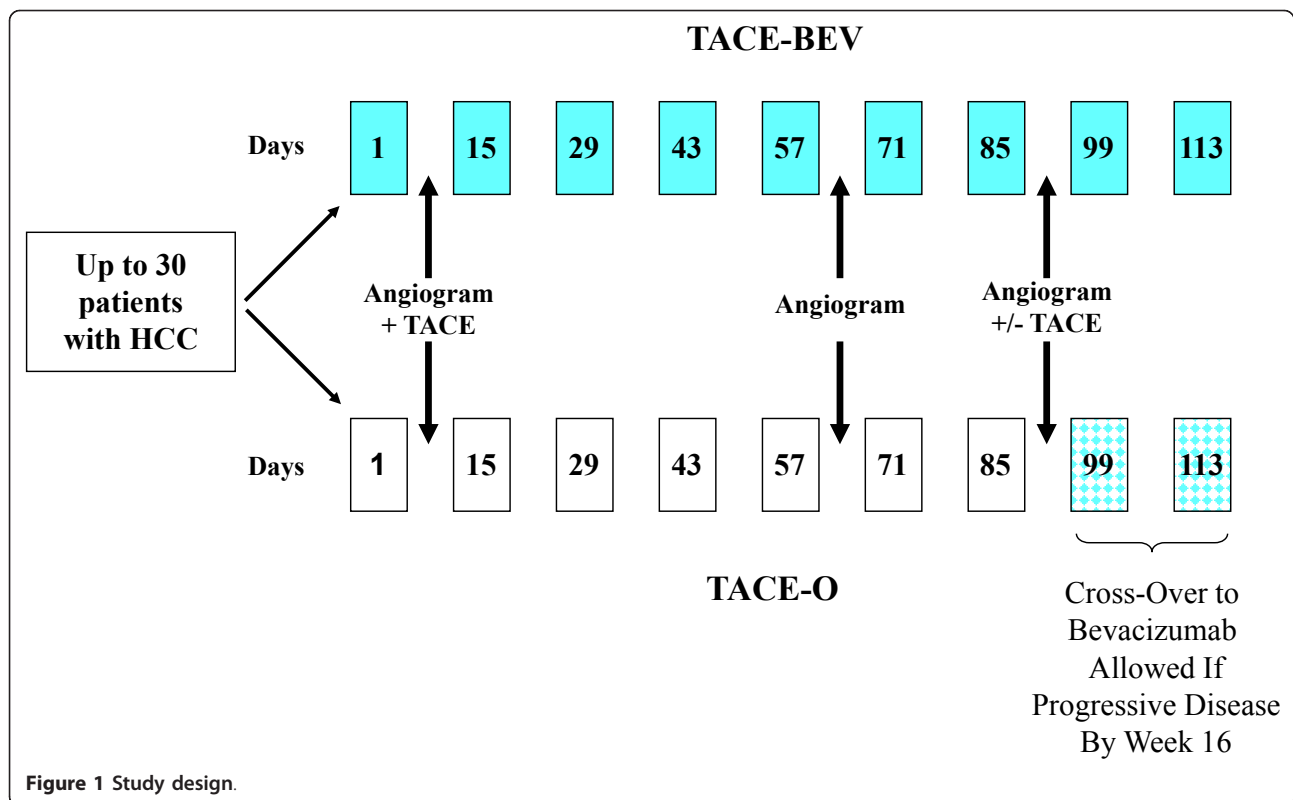 TACE-BEV
Days 1 15 29 43 57 71 85 99 113
Up to 30
patients
with HCC
Angiogram
+ TACE
Angiogram
Angiogram
+/- TACE
Days 1 15 29 43 57 71 85 99 113
TACE-O
Cross-Over to
Bevacizumab
Allowed If
Progressive Disease
By Week 16
Figure 1 Study design.